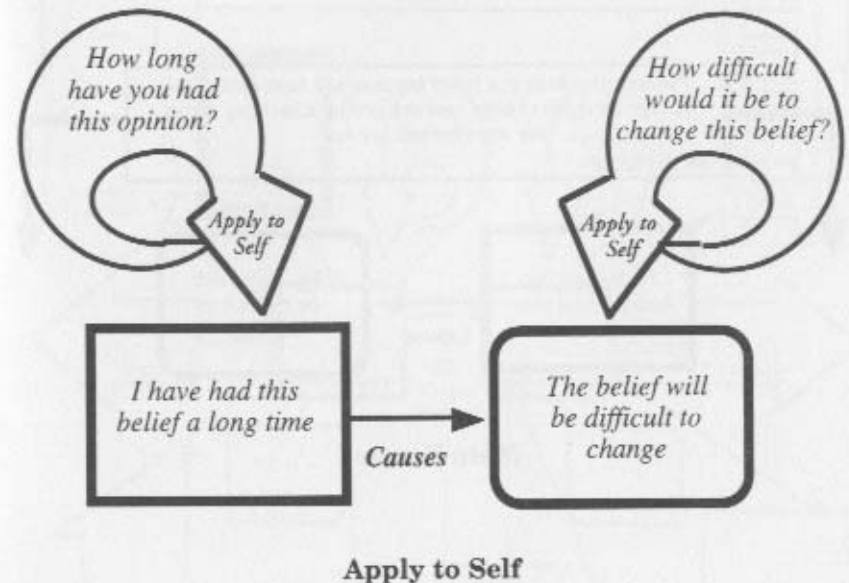 How long
have you had
this opinion?
Apply to
Self
How difficult
would it be to
change this belief?
Apply to
Self
I have had this
belief a long time
Causes
The belief will
be difficult to
change
Apply to Self